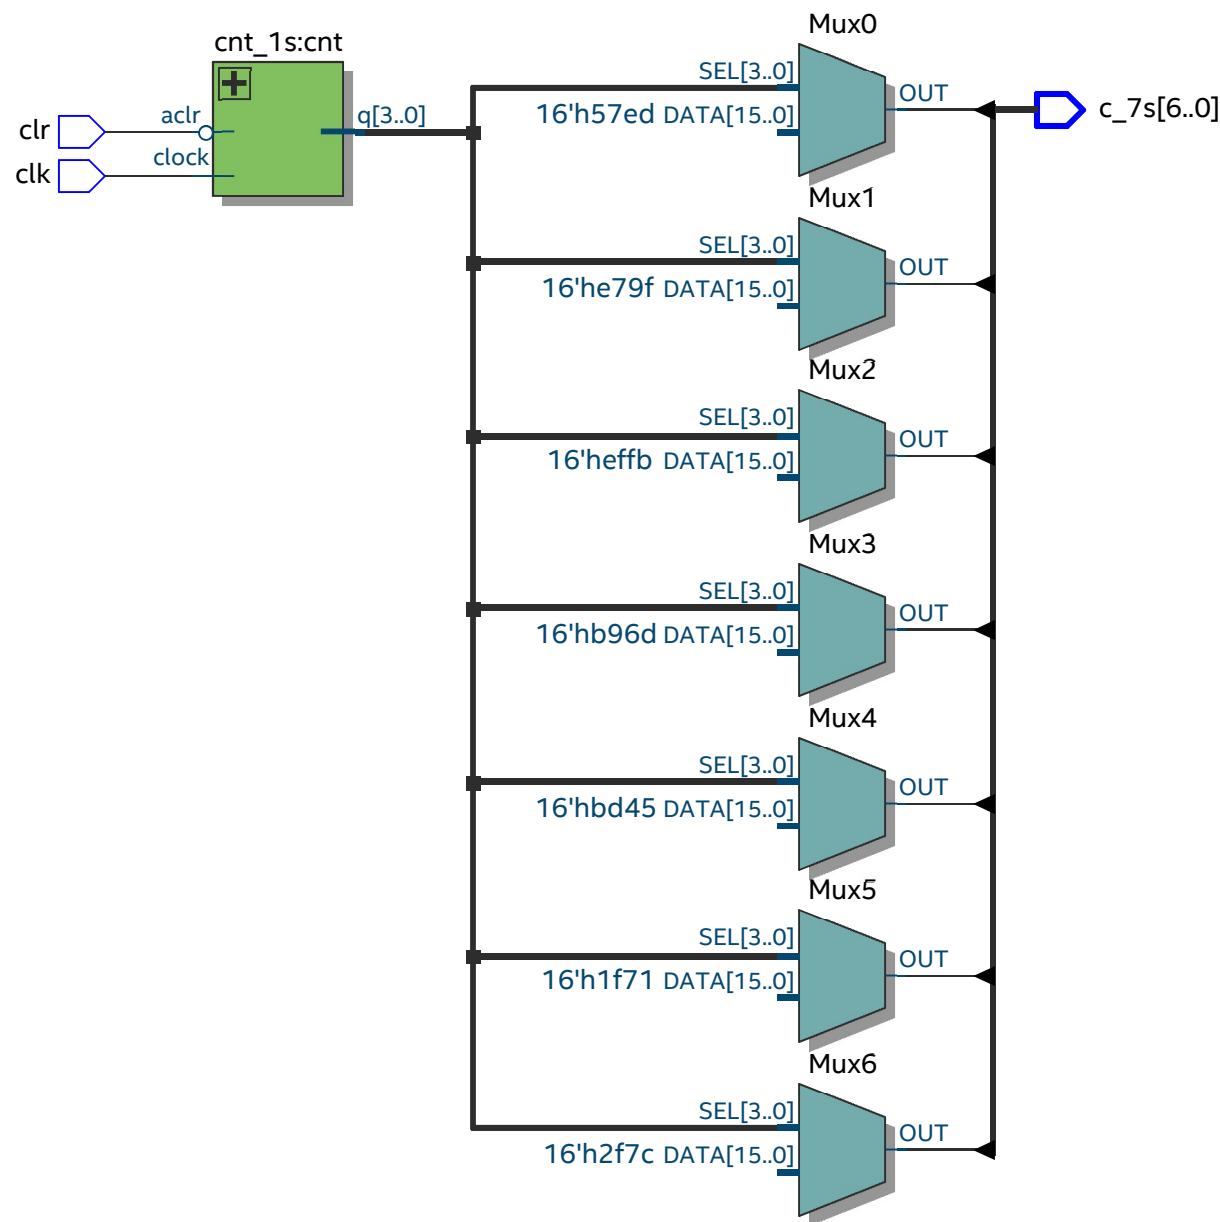 cnt_1s:cnt
clr
aclr
q[3..0]
clk
clock
Mux0
SEL[3..0]
16'h57ed DATA[15..0]
OUT
c_7s[6..0]
Mux1
SEL[3..0]
16'he79f DATA[15..0]
OUT
Mux2
SEL[3..0]
16'heffb DATA[15..0]
OUT
Mux3
SEL[3..0]
16'hb96d DATA[15..0]
OUT
Mux4
SEL[3..0]
16'hbd45 DATA[15..0]
OUT
Mux5
SEL[3..0]
16'h1f71 DATA[15..0]
OUT
Mux6
SEL[3..0]
16'h2f7c DATA[15..0]
OUT